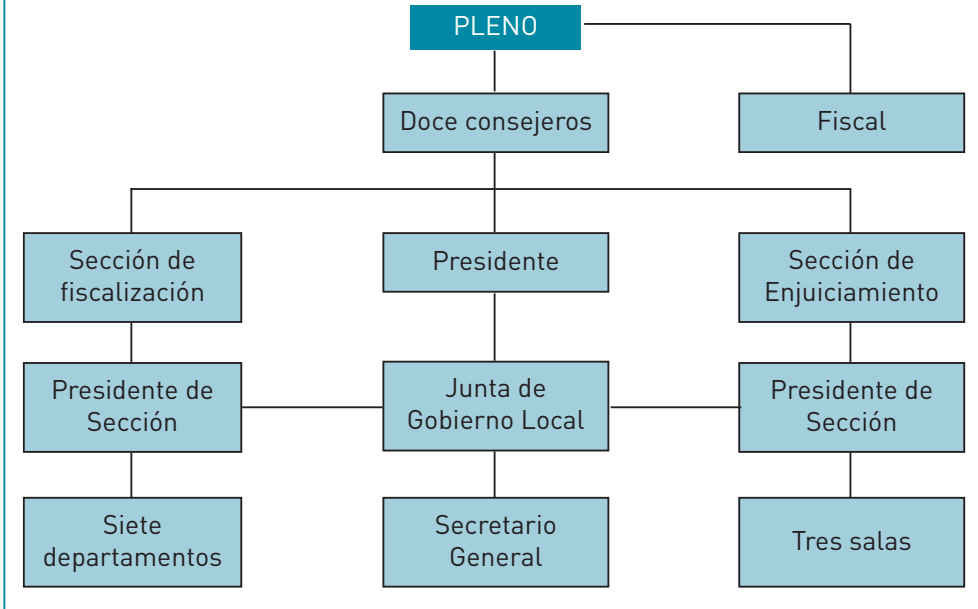 PLENO
Doce consejeros
Fiscal
Sección de
fiscalización
Presidente
Sección de
Enjuiciamiento
Presidente de
Sección
Junta de
Gobierno Local
Presidente de
Sección
Siete
departamentos
Secretario
General
Tres salas